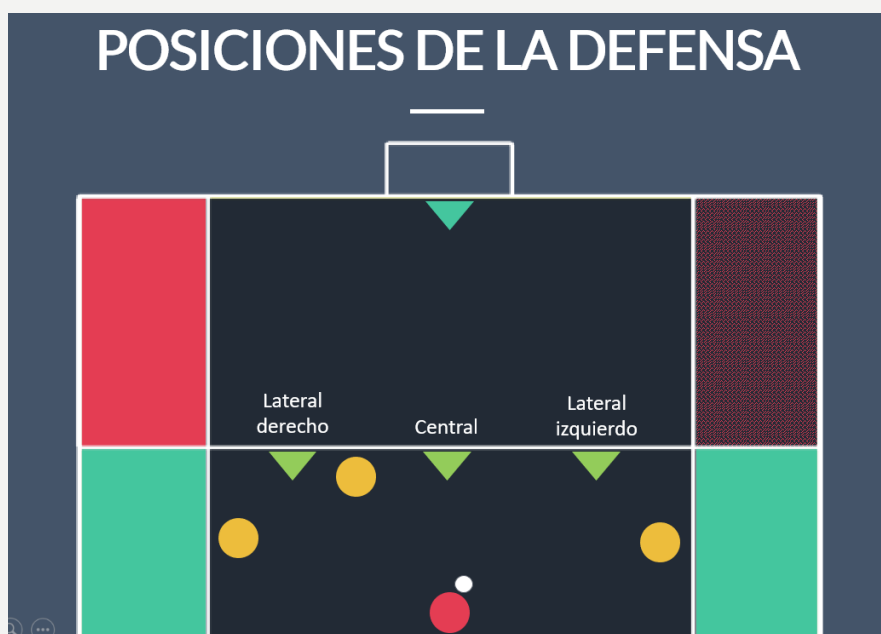 POSICIONES DE LA DEFENSA
Lateral
derecho
Central
Lateral
izquierdo